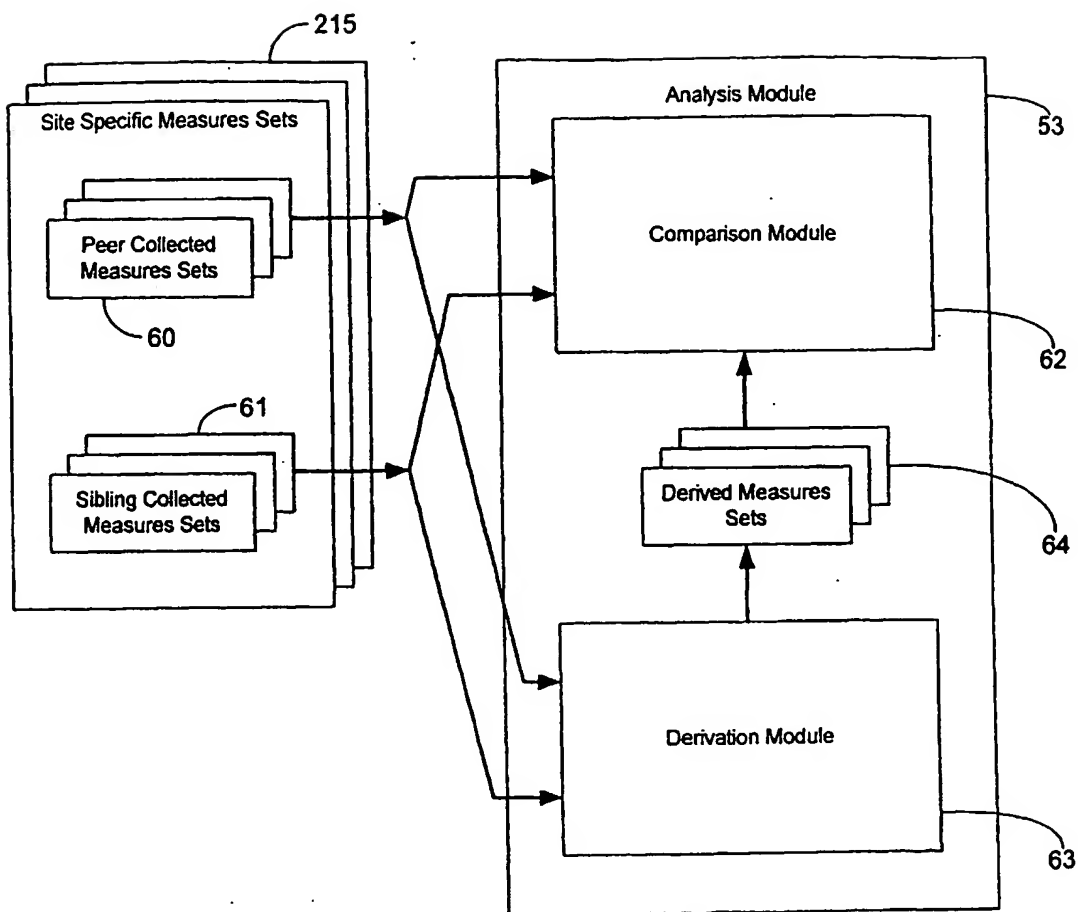 215
Site Specific Measures Sets
Peer Collected
Measures Sets
60
61
Sibling Collected
Measures Sets
Analysis Module
53
Comparison Module
62
Derived Measures
Sets
64
Derivation Module
63